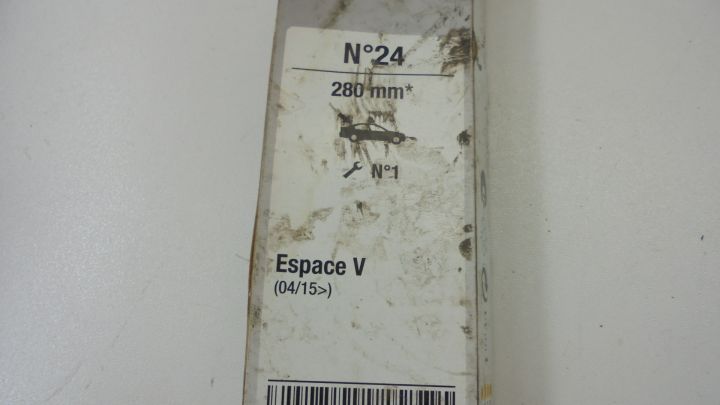 N°24
280 mm*
N°1
Espace V
(04/15>)